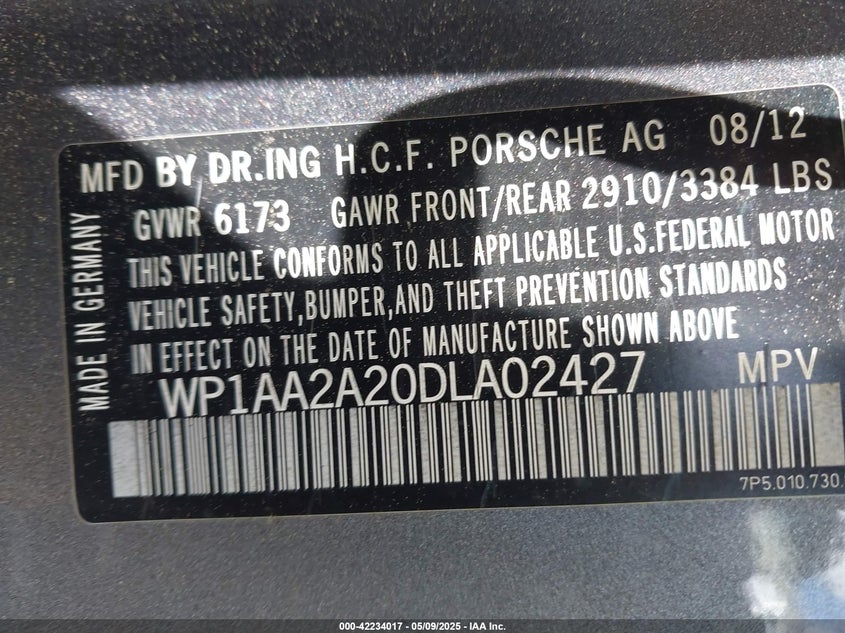 MFD BY DR.ING H.C.F. PORSCHE AG 08/12
GVWR 6173 GAWR FRONT/REAR 2910/3384 LBS
THIS VEHICLE CONFORMS TO ALL APPLICABLE U.S.FEDERAL MOTOR
VEHICLE SAFETY,BUMPER,AND THEFT PREVENTION STANDARDS
IN EFFECT ON THE DATE OF MANUFACTURE SHOWN ABOVE
WP1AA2A20DLA02427 MPV
7P5.010.730.
MADE IN GERMANY
000-42234017 - 05/09/2025 - IAA Inc.